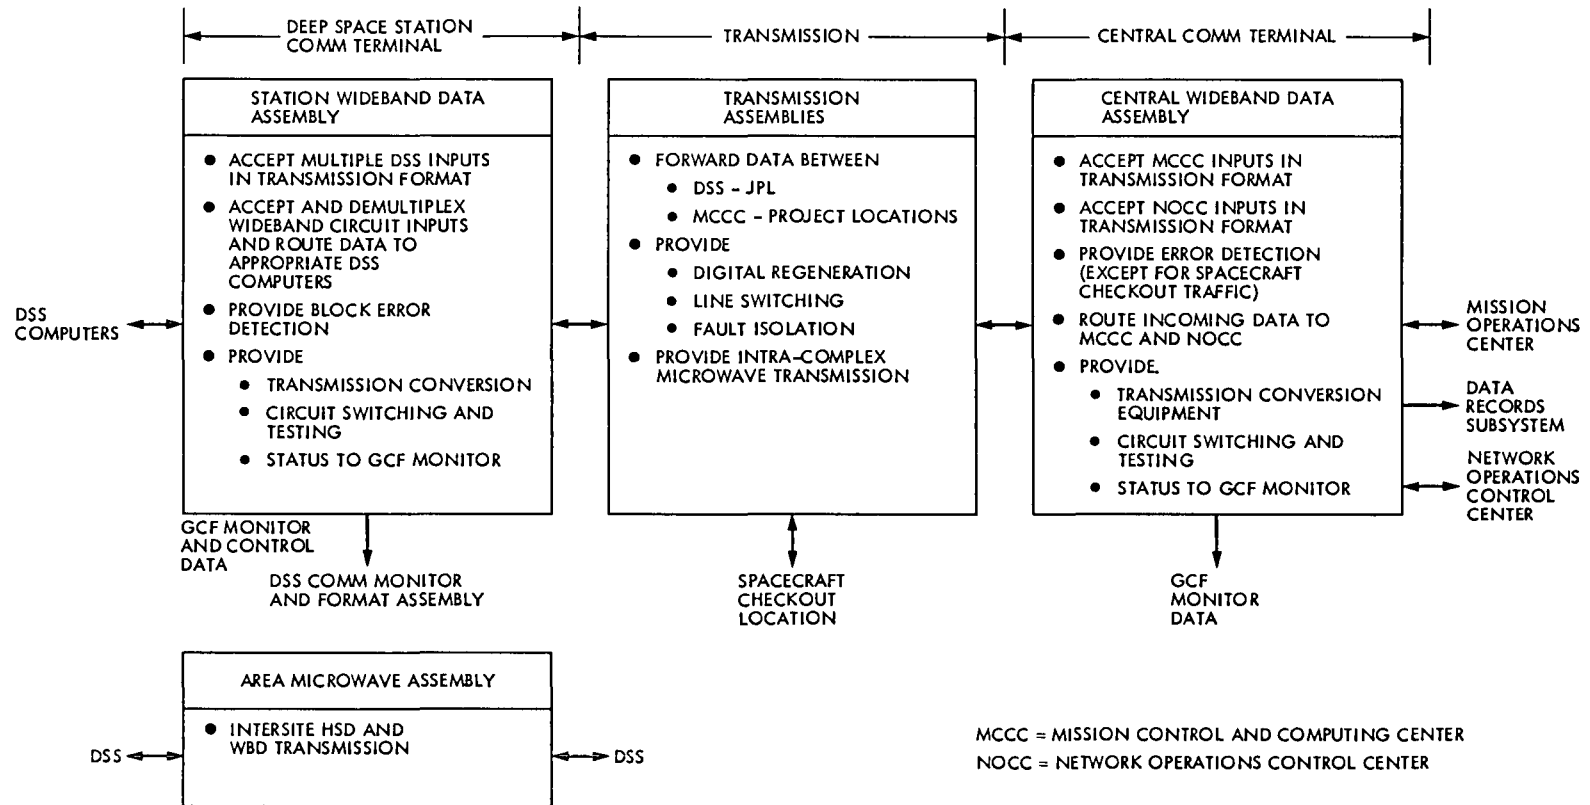 DEEP SPACE STATION
COMM TERMINAL
TRANSMISSION
CENTRAL COMM TERMINAL
STATION WIDEBAND DATA
ASSEMBLY
● ACCEPT MULTIPLE DSS INPUTS
IN TRANSMISSION FORMAT
● ACCEPT AND DEMULTIPLEX
WIDEBAND CIRCUIT INPUTS
AND ROUTE DATA TO
APPROPRIATE DSS
COMPUTERS
● PROVIDE BLOCK ERROR
DETECTION
● PROVIDE
● TRANSMISSION CONVERSION
● CIRCUIT SWITCHING AND
TESTING
● STATUS TO GCF MONITOR
DSS
COMPUTERS
GCF MONITOR
AND CONTROL
DATA
DSS COMM MONITOR
AND FORMAT ASSEMBLY
TRANSMISSION
ASSEMBLIES
● FORWARD DATA BETWEEN
● DSS - JPL
● MCCC - PROJECT LOCATIONS
● PROVIDE
● DIGITAL REGENERATION
● LINE SWITCHING
● FAULT ISOLATION
● PROVIDE INTRA-COMPLEX
MICROWAVE TRANSMISSION
SPACECRAFT
CHECKOUT
LOCATION
CENTRAL WIDEBAND DATA
ASSEMBLY
● ACCEPT MCCC INPUTS IN
TRANSMISSION FORMAT
● ACCEPT NOCC INPUTS IN
TRANSMISSION FORMAT
● PROVIDE ERROR DETECTION
(EXCEPT FOR SPACECRAFT
CHECKOUT TRAFFIC)
● ROUTE INCOMING DATA TO
MCCC AND NOCC
● PROVIDE.
● TRANSMISSION CONVERSION
EQUIPMENT
● CIRCUIT SWITCHING AND
TESTING
● STATUS TO GCF MONITOR
MISSION
OPERATIONS
CENTER
DATA
RECORDS
SUBSYSTEM
NETWORK
OPERATIONS
CONTROL
CENTER
GCF
MONITOR
DATA
AREA MICROWAVE ASSEMBLY
● INTERSITE HSD AND
WBD TRANSMISSION
DSS
DSS
MCCC = MISSION CONTROL AND COMPUTING CENTER
NOCC = NETWORK OPERATIONS CONTROL CENTER